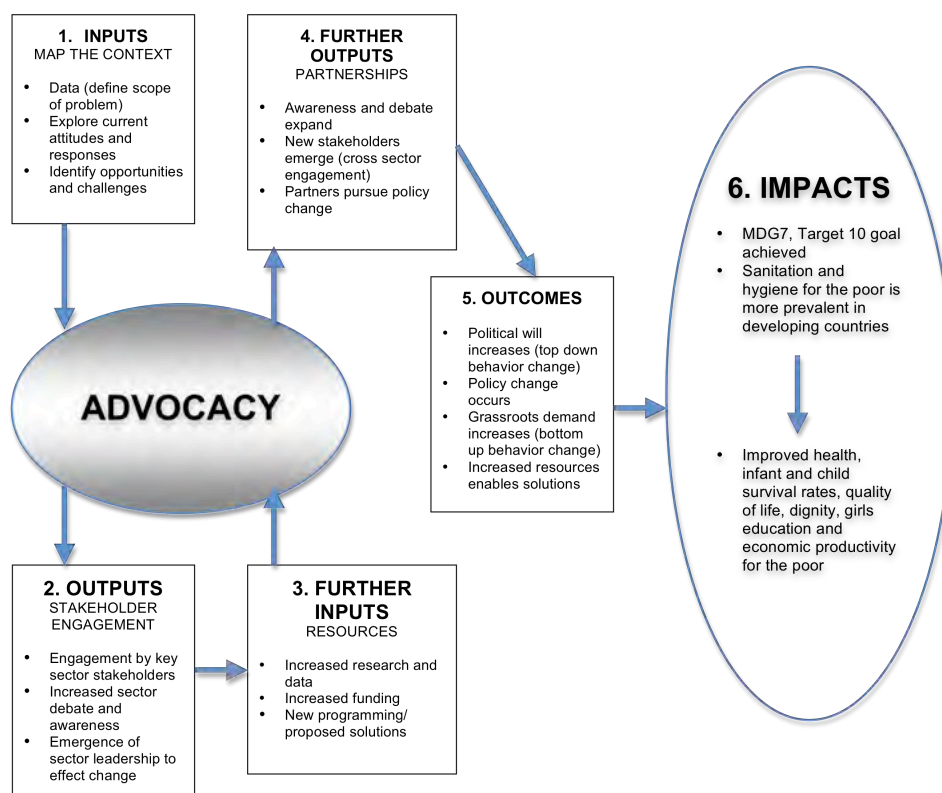 1. INPUTS
MAP THE CONTEXT
• Data (define scope
of problem)
• Explore current
attitudes and
responses
• Identify opportunities
and challenges
ADVOCACY
2. OUTPUTS
STAKEHOLDER
ENGAGEMENT
• Engagement by key
sector stakeholders
• Increased sector
debate and
awareness
• Emergence of
sector leadership to
effect change
3. FURTHER
INPUTS
RESOURCES
• Increased research and
data
• Increased funding
• New programming/
proposed solutions
4. FURTHER
OUTPUTS
PARTNERSHIPS
• Awareness and debate
expand
• New stakeholders
emerge (cross sector
engagement)
• Partners pursue policy
change
5. OUTCOMES
• Political will
increases (top down
behavior change)
• Policy change
occurs
• Grassroots demand
increases (bottom
up behavior change)
• Increased resources
enables solutions
6. IMPACTS
• MDG7, Target 10 goal
achieved
• Sanitation and
hygiene for the poor is
more prevalent in
developing countries
• Improved health,
infant and child
survival rates, quality
of life, dignity, girls
education and
economic productivity
for the poor